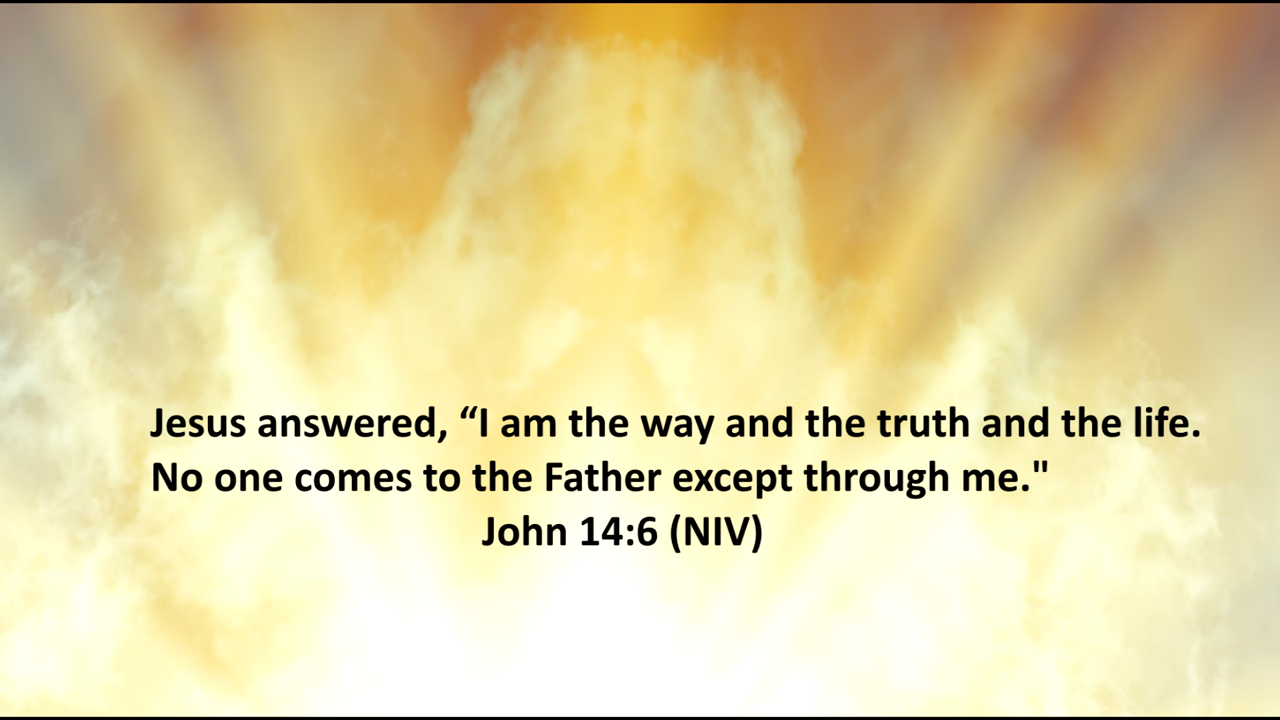 Jesus answered, “I am the way and the truth and the life.
No one comes to the Father except through me."
John 14:6 (NIV)